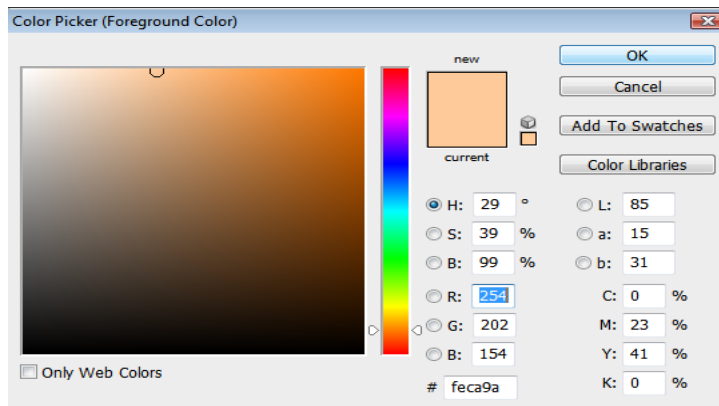 Color Picker (Foreground Color)
new
current
OK
Cancel
Add To Swatches
Color Libraries
H: 29 °
S: 39 %
B: 99 %
R: 254
G: 202
B: 154
# feca9a
L: 85
a: 15
b: 31
C: 0 %
M: 23 %
Y: 41 %
K: 0 %
Only Web Colors